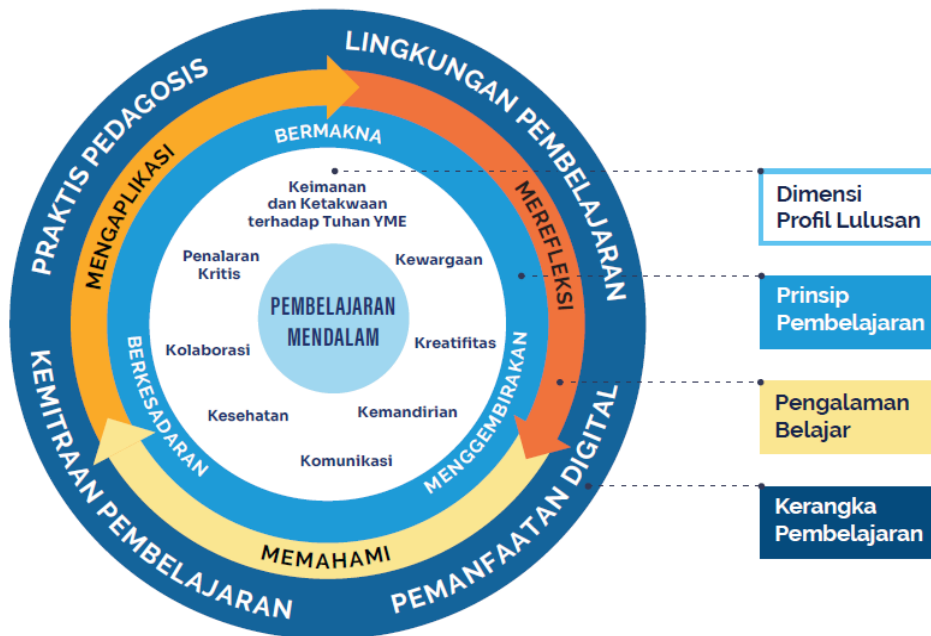 PRAKTIS PEDAGOSIS
LINGKUNGAN PEMBELAJARAN
MENGAPLIKASI
MEREFLEKSI
BERMAKNA
Keimanan
dan Ketakwaan
terhadap Tuhan YME
Penalaran
Kritis
Kewargaan
PEMBELAJARAN
MENDALAM
Kolaborasi
Kreatifitas
Kesehatan
Kemandirian
Komunikasi
BERKESADARAN
MENGGEMBIRAKAN
MEMAHAMI
KEMITRAAN PEMBELAJARAN
PEMANFAATAN DIGITAL
Dimensi
Profil Lulusan
Prinsip
Pembelajaran
Pengalaman
Belajar
Kerangka
Pembelajaran